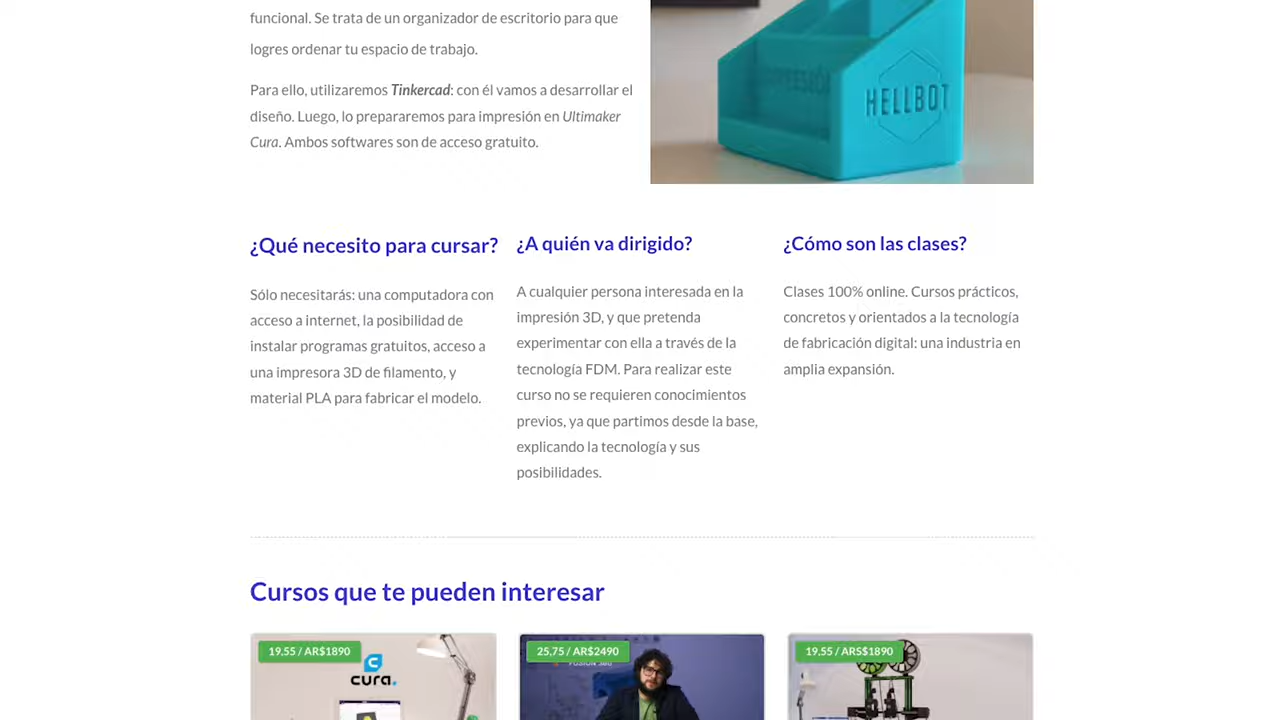 funcional. Se trata de un organizador de escritorio para que
logres ordenar tu espacio de trabajo.
Para ello, utilizaremos Tinkercad: con él vamos a desarrollar el
diseño. Luego, lo prepararemos para impresión en Ultimaker
Cura. Ambos softwares son de acceso gratuito.
HELLBOT
¿Qué necesito para cursar?
Sólo necesitarás: una computadora con
acceso a internet, la posibilidad de
instalar programas gratuitos, acceso a
una impresora 3D de filamento, y
material PLA para fabricar el modelo.
¿A quién va dirigido?
A cualquier persona interesada en la
impresión 3D, y que pretenda
experimentar con ella a través de la
tecnología FDM. Para realizar este
curso no se requieren conocimientos
previos, ya que partimos desde la base,
explicando la tecnología y sus
posibilidades.
¿Cómo son las clases?
Clases 100% online. Cursos prácticos,
concretos y orientados a la tecnología
de fabricación digital: una industria en
amplia expansión.
Cursos que te pueden interesar
19,55 / AR$1890
cura.
25,75 / AR$2490
19,55 / ARS$1890